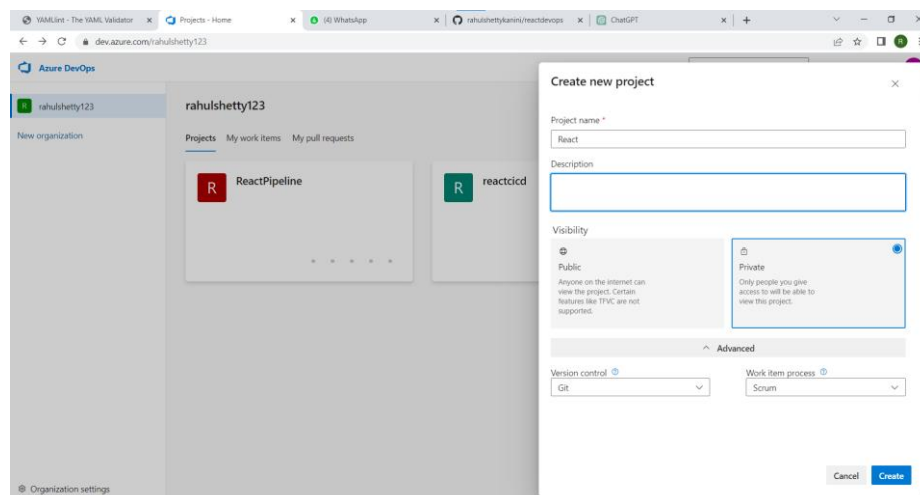 YAMLlint - The YAML Validator
Projects - Home
(4) WhatsApp
rahulshettykanini/reactdevops
ChatGPT
dev.azure.com/rahulshetty123
R
Azure DevOps
R rahulshetty123
New organization
rahulshetty123
Projects My work items My pull requests
R ReactPipeline
R reactcicd
Organization settings
Create new project
Project name *
React
Description
Visibility
Public
Anyone on the internet can
view the project. Certain
features like TFVC are not
supported.
Private
Only people you give
access to will be able to
view this project.
Advanced
Version control
Git
Work item process
Scrum
Cancel Create